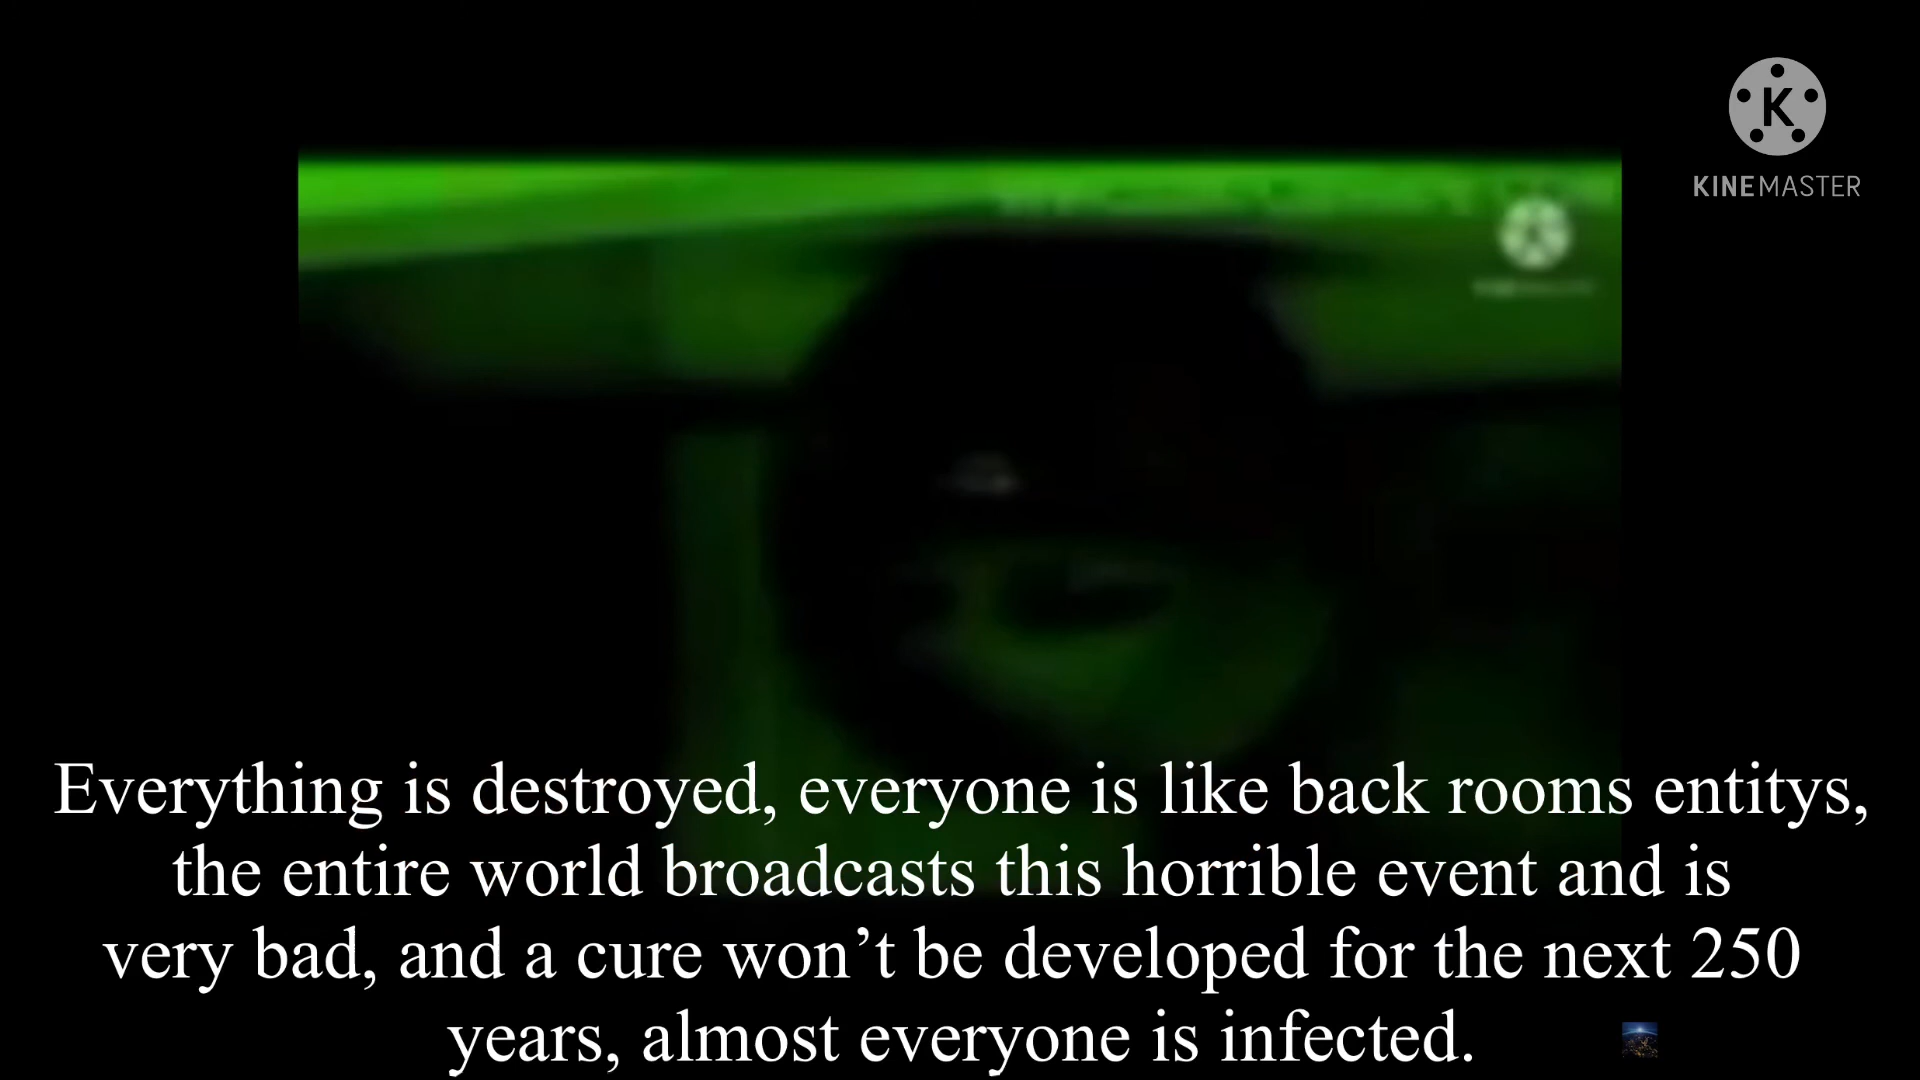 K
KINEMASTER
Everything is destroyed, everyone is like back rooms entitys,
the entire world broadcasts this horrible event and is
very bad, and a cure won’t be developed for the next 250
years, almost everyone is infected.